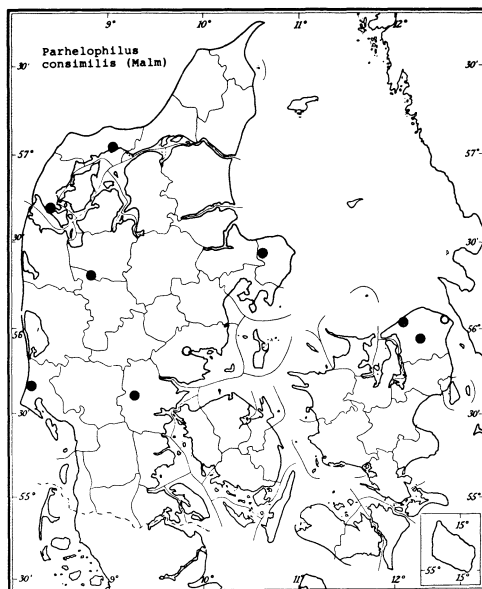 9° 10° 11° 12°
Parhelophilus
consimilis (Malm)
30' 30'
57° 57°
30' 30'
56° 56°
30' 30'
55° 55°
15°
55° 15°
30' 9° 10° 11° 12°